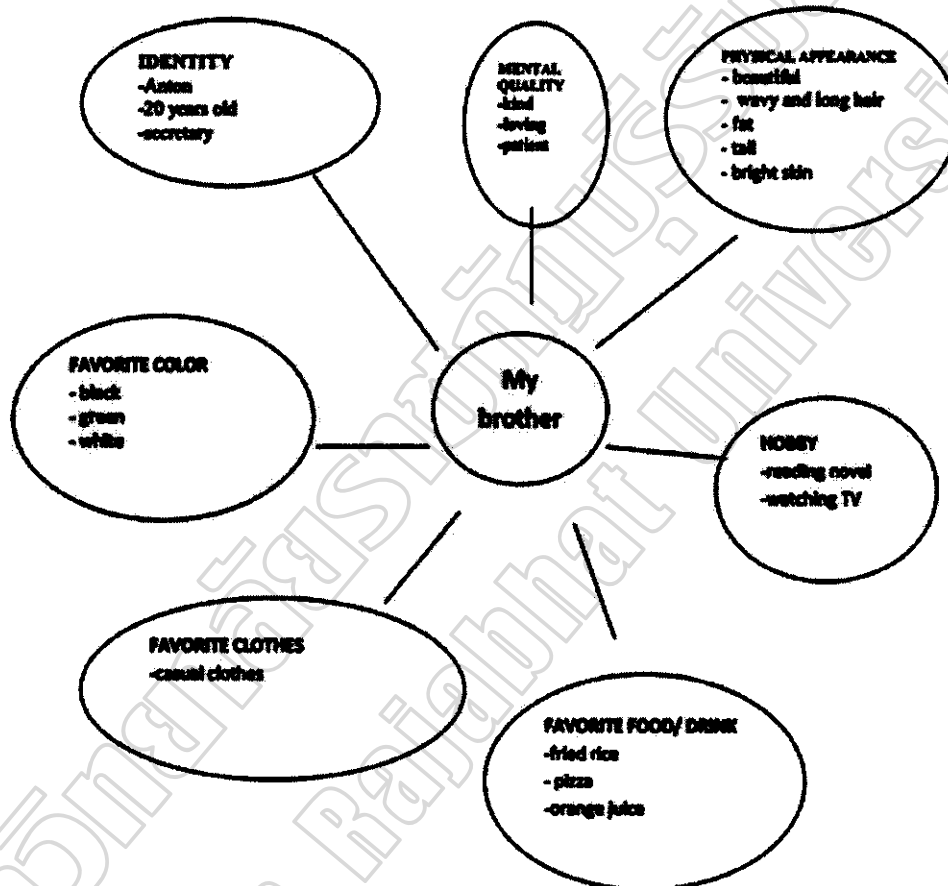 IDENTITY
-Anton
-20 years old
-secretary
MENTAL
QUALITY
-kind
-loving
-patient
PHYSICAL APPEARANCE
- beautiful
- wavy and long hair
- fat
- tall
- bright skin
FAVORITE COLOR
- black
- green
- white
My
brother
HOBBY
-reading novel
-watching TV
FAVORITE CLOTHES
-casual clothes
FAVORITE FOOD/ DRINK
-fried rice
- pizza
-orange juice
Rajabhat